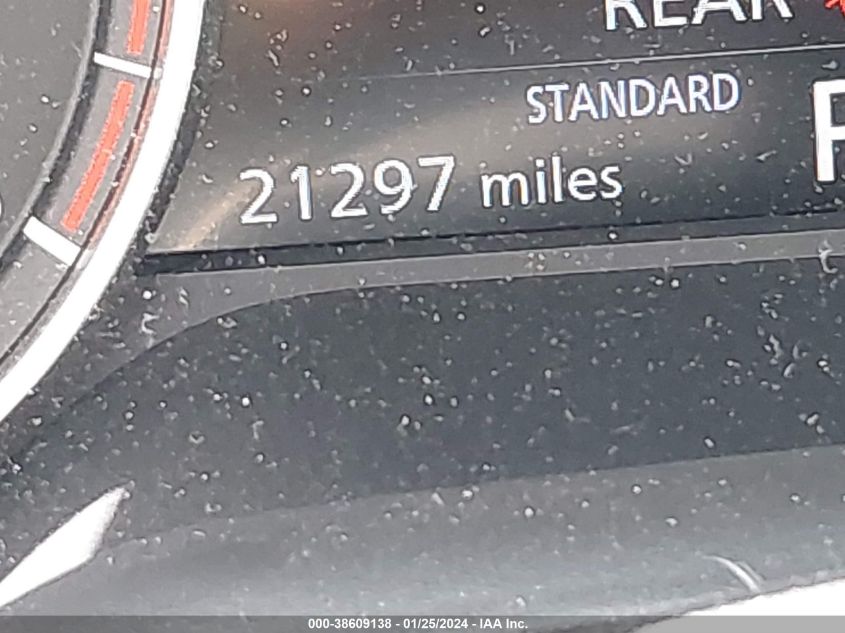 REAR
STANDARD
21297 miles
000-38609138 - 01/25/2024 - IAA Inc.